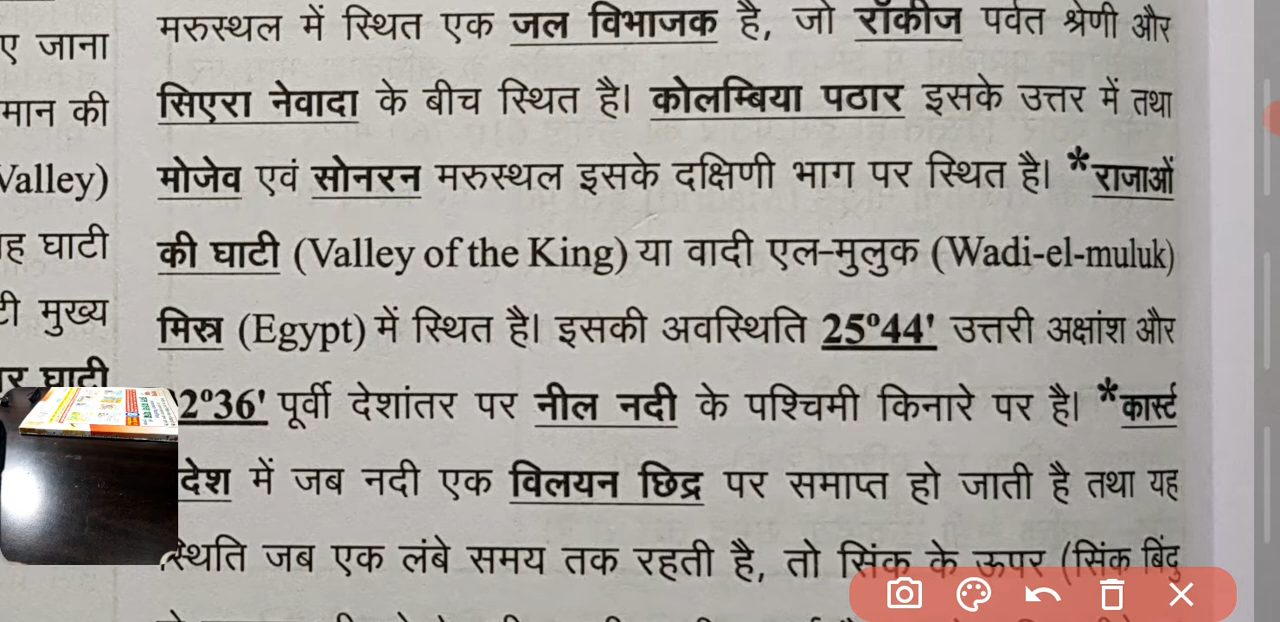 ए जाना
मान की
Valley)
ह घाटी
टी मुख्य
र घाटी
मरुस्थल में स्थित एक जल विभाजक है, जो रॉकीज पर्वत श्रेणी और
सिएरा नेवादा के बीच स्थित है। कोलम्बिया पठार इसके उत्तर में तथा
मोजेव एवं सोनरन मरुस्थल इसके दक्षिणी भाग पर स्थित है। *राजाओं
की घाटी (Valley of the King) या वादी एल-मुलुक (Wadi-el-muluk)
मिस्र (Egypt) में स्थित है। इसकी अवस्थिति 25º44' उत्तरी अक्षांश और
2º36' पूर्वी देशांतर पर नील नदी के पश्चिमी किनारे पर है। *कार्स्ट
देश में जब नदी एक विलयन छिद्र पर समाप्त हो जाती है तथा यह
स्थिति जब एक लंबे समय तक रहती है, तो सिंक के ऊपर (सिंक बिंदु